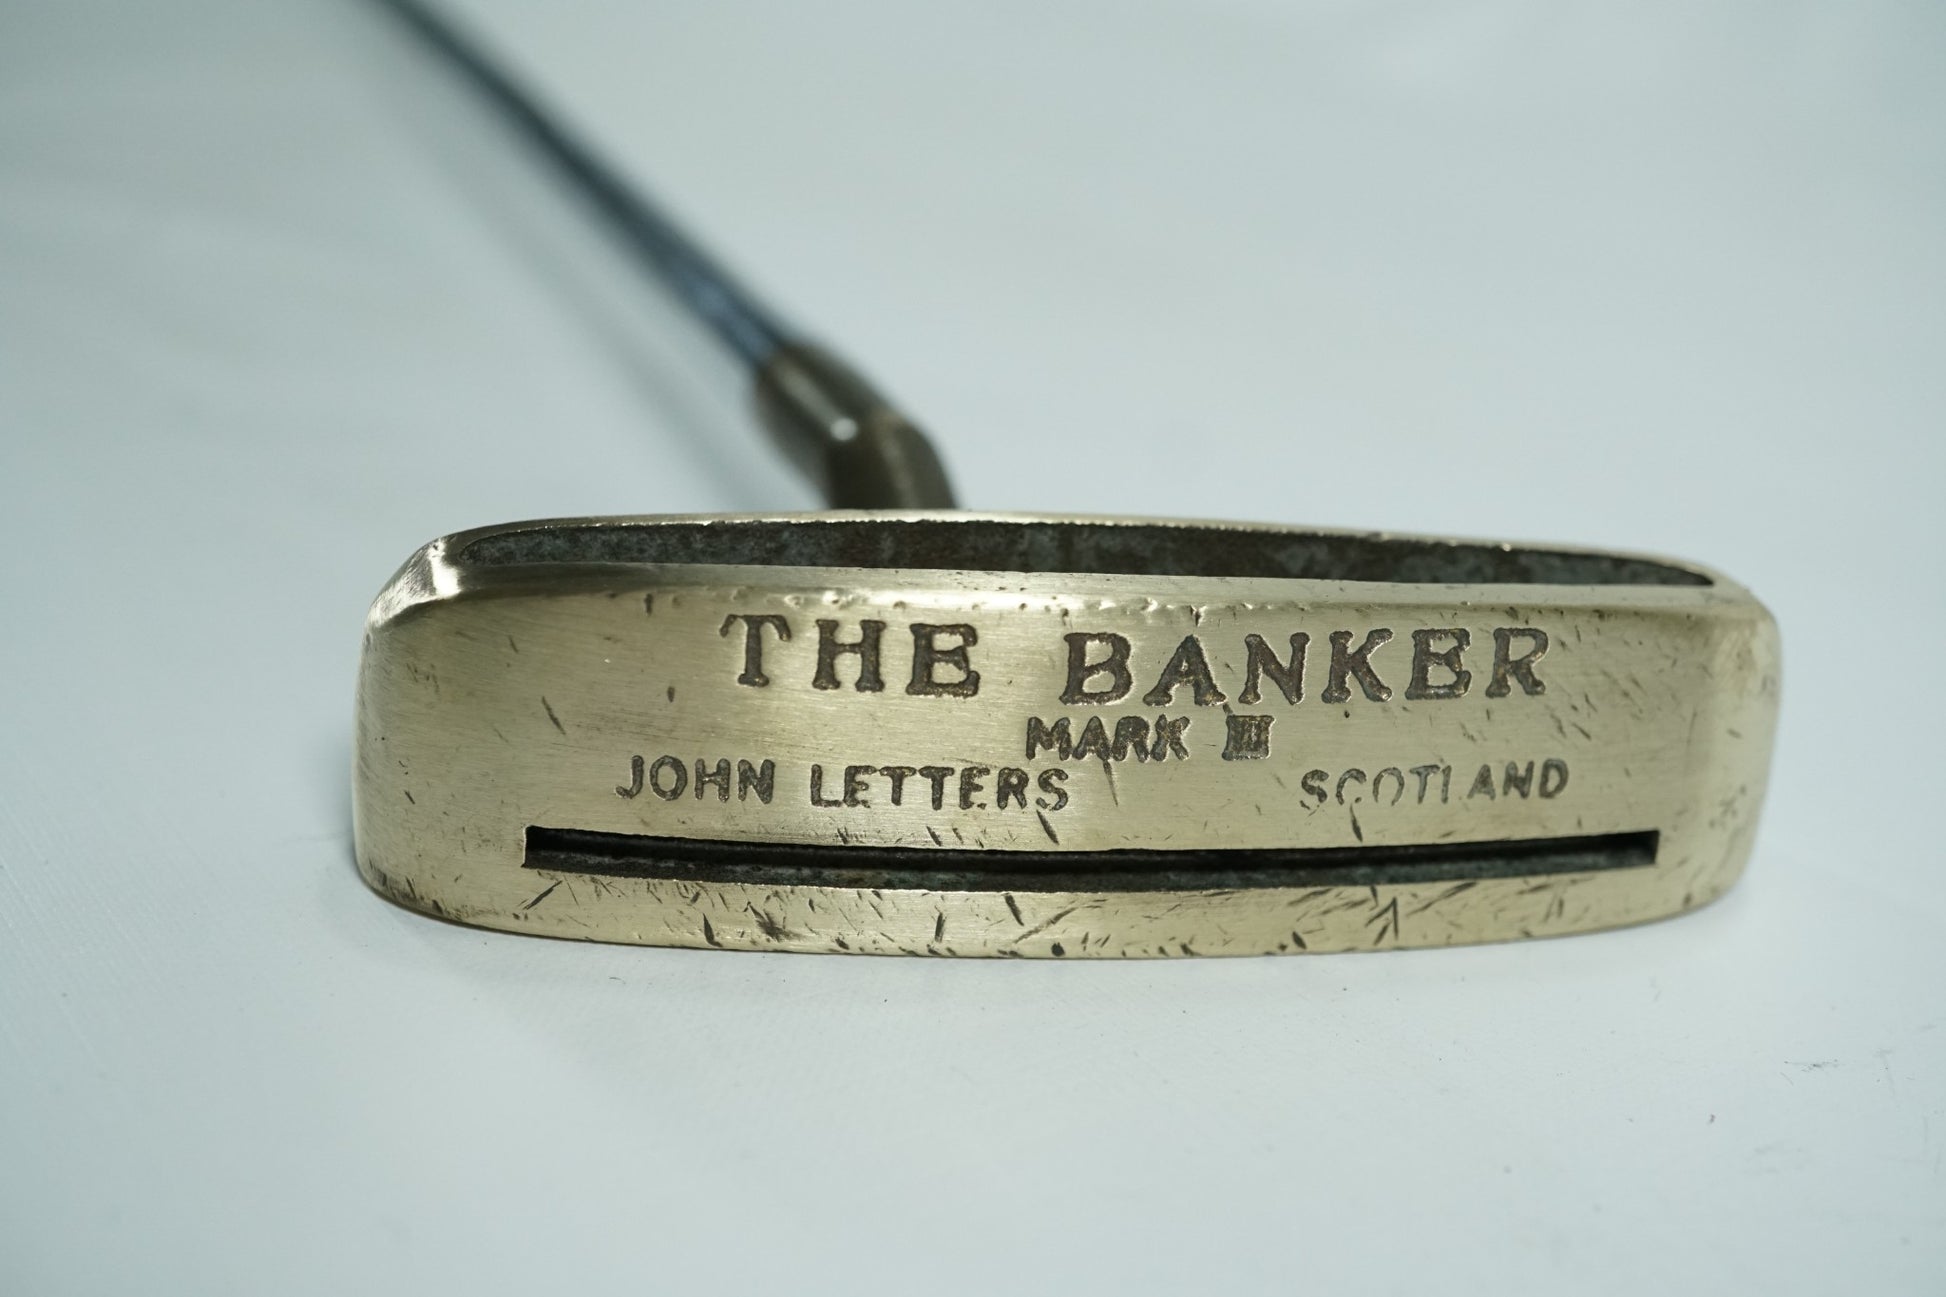 THE BANKER
MARK III
JOHN LETTERS SCOTLAND